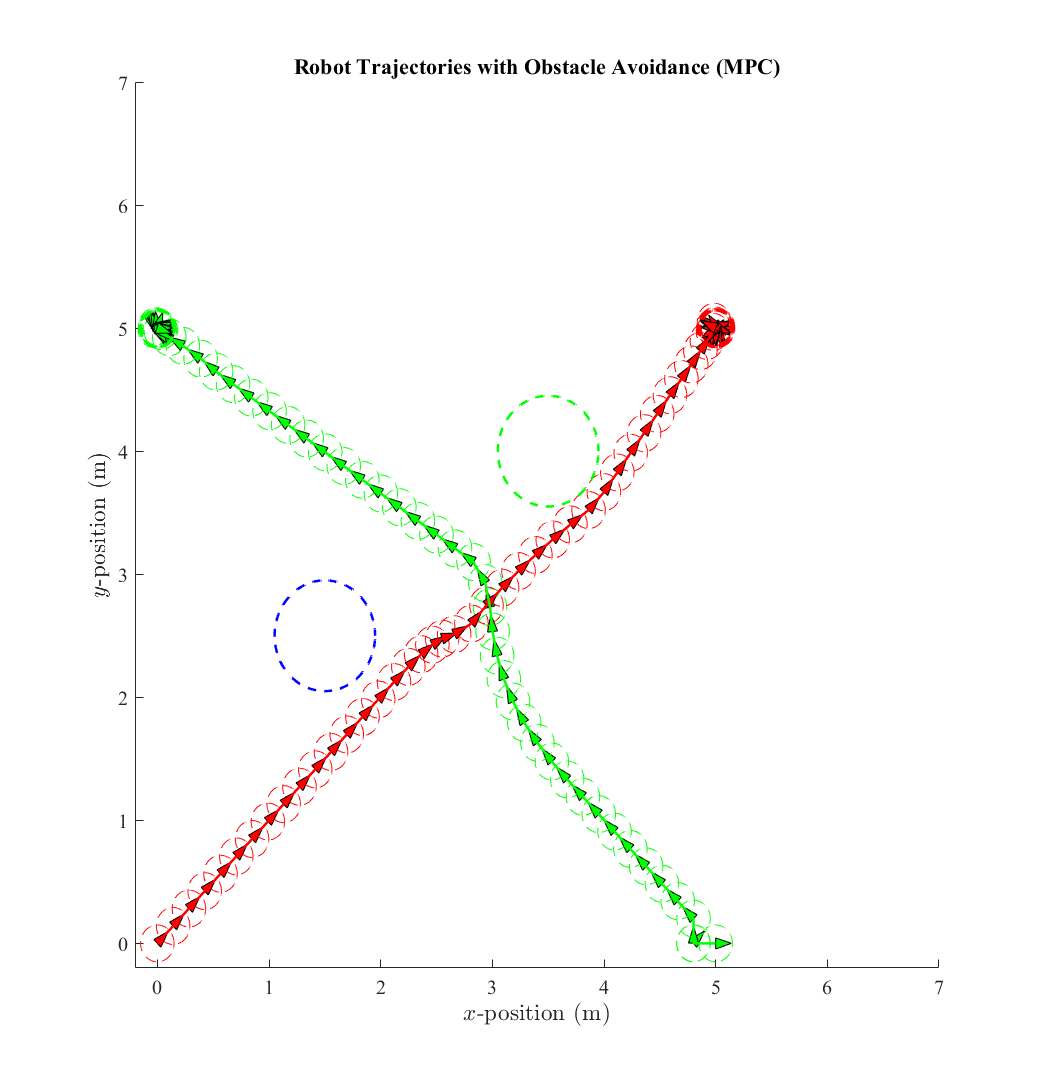 Robot Trajectories with Obstacle Avoidance (MPC)
7
6
5
4
3
2
1
0
y-position (m)
0 1 2 3 4 5 6 7
x-position (m)